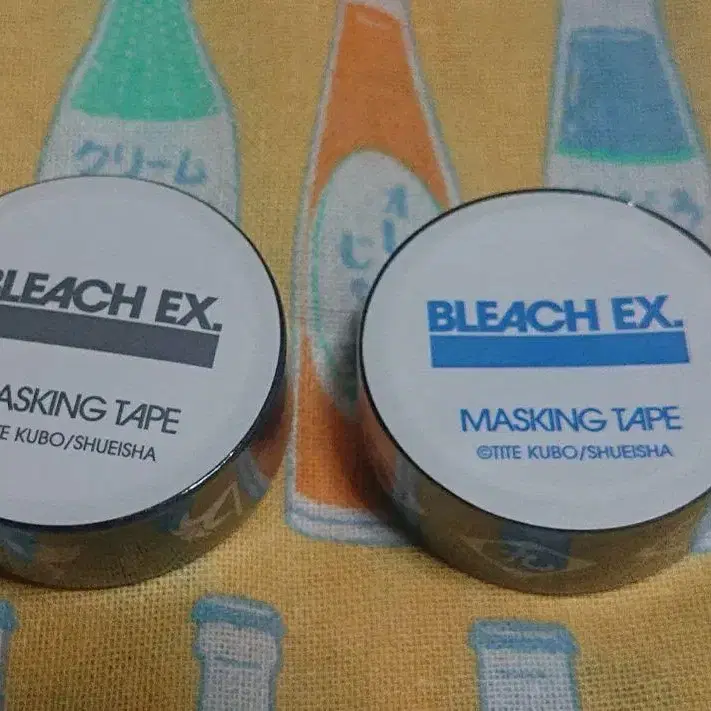 クリーム
BLEACH EX.
MASKING TAPE
TITE KUBO/SHUEISHA
BLEACH EX.
MASKING TAPE
©TITE KUBO/SHUEISHA